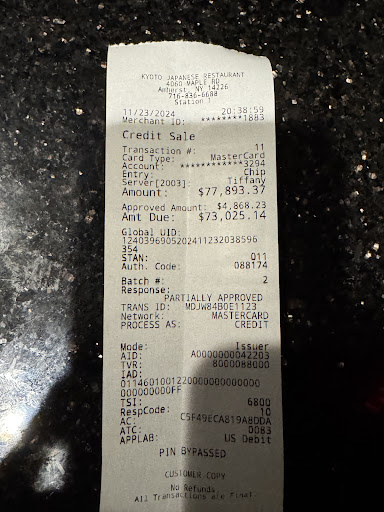 KYOTO JAPANESE RESTAURANT
4060 MAPLE RD
Amherst, NY 14226
716-836-6688
Station 1
11/23/2024 20:38:59
Merchant ID: ********1883
Credit Sale
Transaction #: 11
Card Type: MasterCard
Account: ************3294
Entry: Chip
Server[2003]: Tiffany
Amount: $77,893.37
Approved Amount: $4,868.23
Amt Due: $73,025.14
Global UID:
1240396905202411232038596
354
STAN: 011
Auth. Code: 088174
Batch #: 2
Response:
PARTIALLY APPROVED
TRANS ID: MDJW84B0E1123
Network: MASTERCARD
PROCESS AS: CREDIT
Mode: Issuer
AID: A0000000042203
TVR: 8000088000
IAD:
0114601001220000000000000
00000000000FF
TSI: 6800
RespCode: 10
AC: C5F49ECA819A8DDA
ATC: 0083
APPLAB: US Debit
PIN BYPASSED
CUSTOMER COPY
No Refunds.
All Transactions are Final.